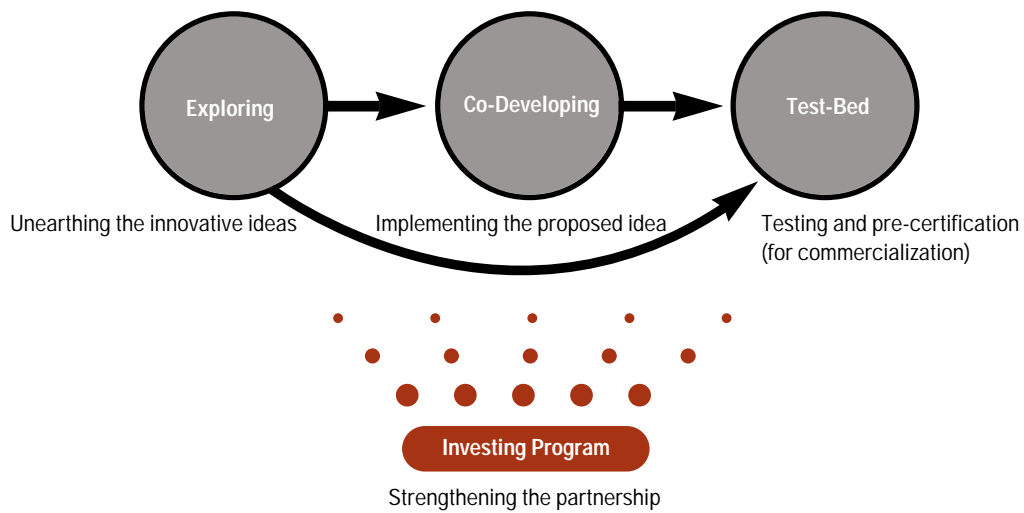 Exploring
Co-Developing
Test-Bed
Unearthing the innovative ideas
Implementing the proposed idea
Testing and pre-certification
(for commercialization)
Investing Program
Strengthening the partnership